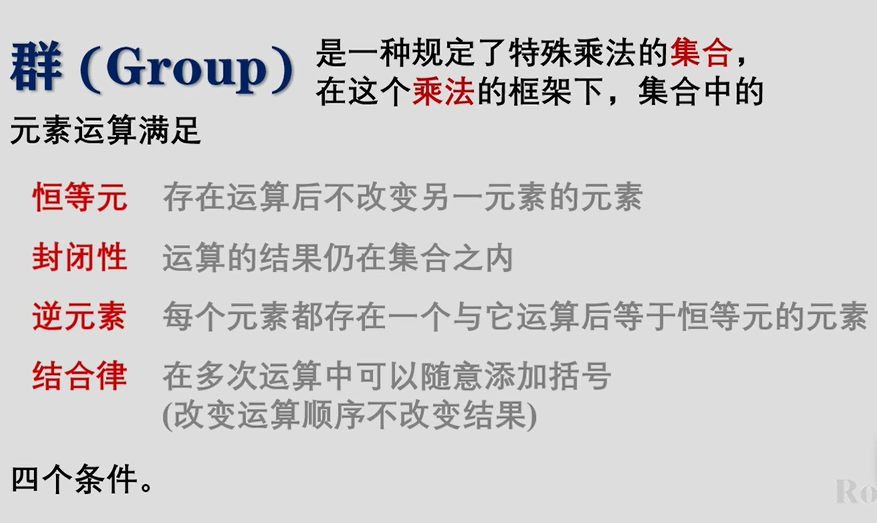 群 (Group) 是一种规定了特殊乘法的集合，
在这个乘法的框架下，集合中的
元素运算满足
恒等元 存在运算后不改变另一元素的元素
封闭性 运算的结果仍在集合之内
逆元素 每个元素都存在一个与它运算后等于恒等元的元素
结合律 在多次运算中可以随意添加括号
(改变运算顺序不改变结果)
四个条件。
Ro